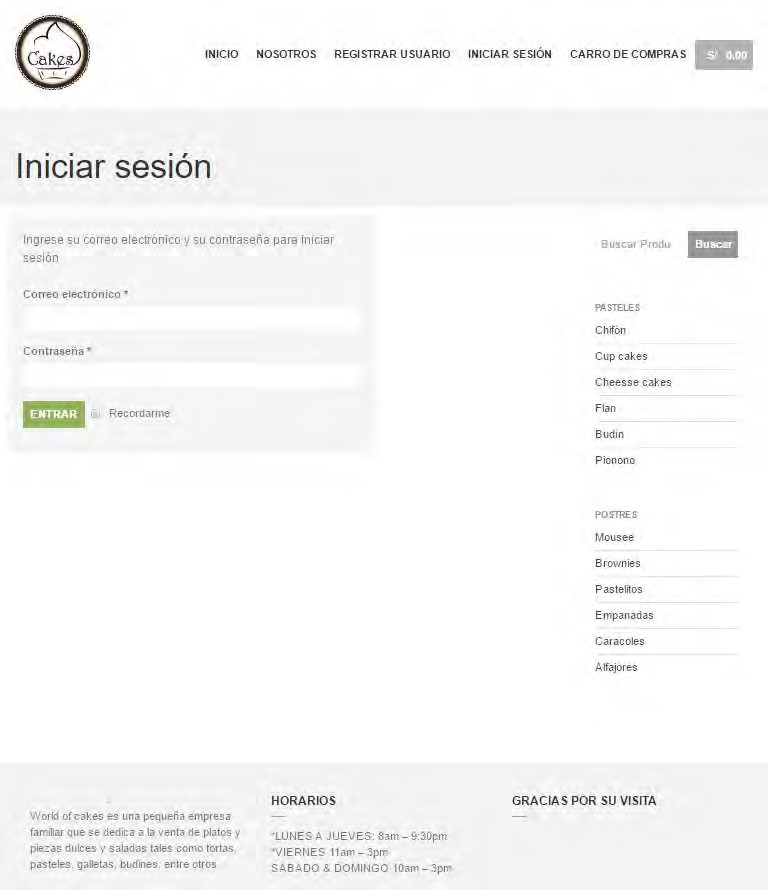 Cakes
INICIO NOSOTROS REGISTRAR USUARIO INICIAR SESIÓN CARRO DE COMPRAS S/ 0.00
Iniciar sesión
Ingrese su correo electrónico y su contraseña para iniciar
sesión
Correo electrónico *
Contraseña *
ENTRAR Recordarme
Buscar Produ Buscar
PASTELES
Chifón
Cup cakes
Cheesse cakes
Flan
Budín
Pionono
POSTRES
Mousee
Brownies
Pastelitos
Empanadas
Caracoles
Alfajores
World of cakes es una pequeña empresa
familiar que se dedica a la venta de platos y
piezas dulces y saladas tales como tortas,
pasteles, galletas, budines, entre otros.
HORARIOS
*LUNES A JUEVES: 8am – 9:30pm
*VIERNES 11am – 3pm
SÁBADO & DOMINGO 10am – 3pm
GRACIAS POR SU VISITA